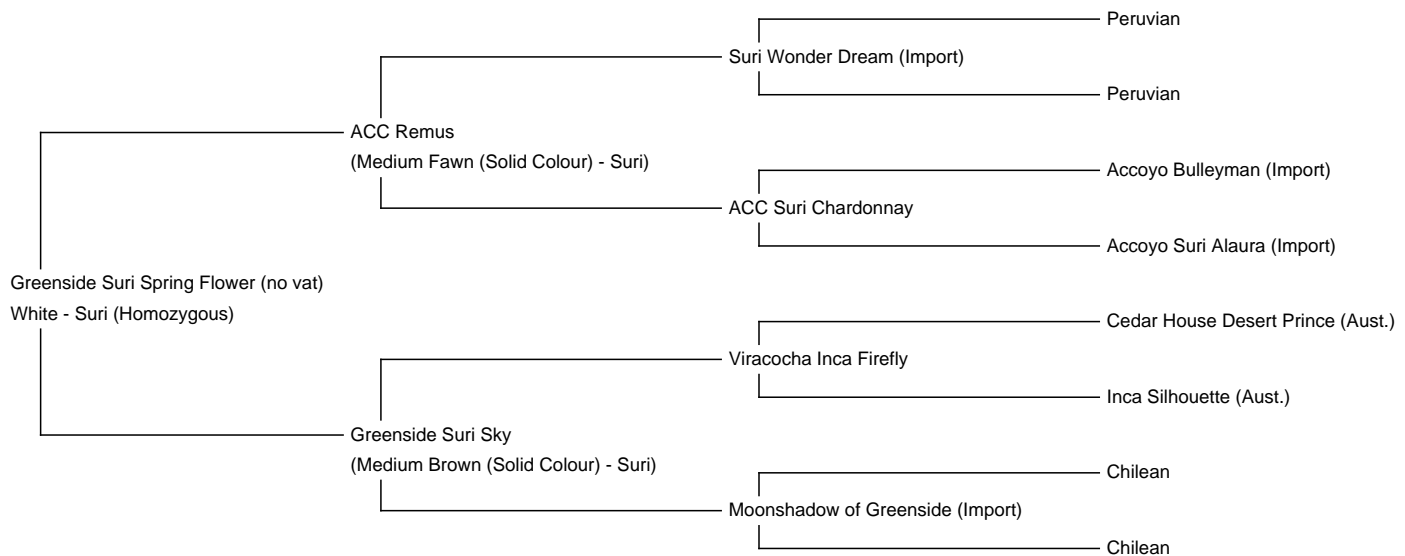 Peruvian
Suri Wonder Dream (Import)
Peruvian
ACC Remus
(Medium Fawn (Solid Colour) - Suri)
Accoyo Bulleyman (Import)
ACC Suri Chardonnay
Accoyo Suri Alaura (Import)
Greenside Suri Spring Flower (no vat)
White - Suri (Homozygous)
Cedar House Desert Prince (Aust.)
Viracocha Inca Firefly
Inca Silhouette (Aust.)
Greenside Suri Sky
(Medium Brown (Solid Colour) - Suri)
Chilean
Moonshadow of Greenside (Import)
Chilean